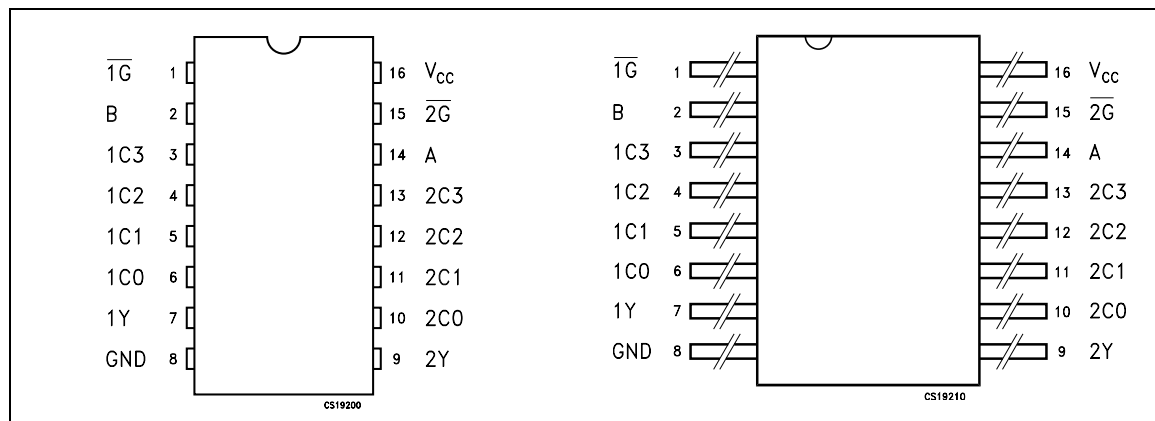 1G 1 16 VCC
B 2 15 2G
1C3 3 14 A
1C2 4 13 2C3
1C1 5 12 2C2
1C0 6 11 2C1
1Y 7 10 2C0
GND 8 9 2Y
CS19200
1G 1 16 VCC
B 2 15 2G
1C3 3 14 A
1C2 4 13 2C3
1C1 5 12 2C2
1C0 6 11 2C1
1Y 7 10 2C0
GND 8 9 2Y
CS19210